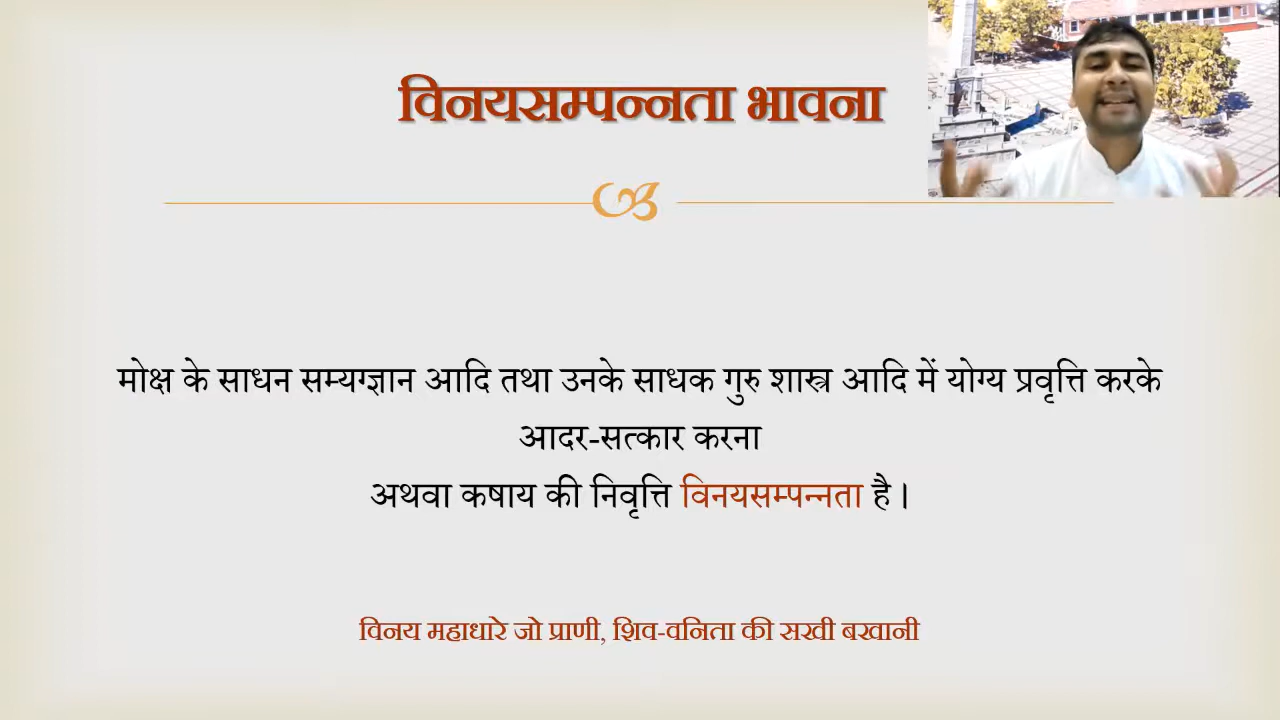 विनयसम्पन्नता भावना
मोक्ष के साधन सम्यग्ज्ञान आदि तथा उनके साधक गुरु शास्त्र आदि में योग्य प्रवृत्ति करके
आदर-सत्कार करना
अथवा कषाय की निवृत्ति विनयसम्पन्नता है।
विनय महाधारे जो प्राणी, शिव-वनिता की सखी बखानी